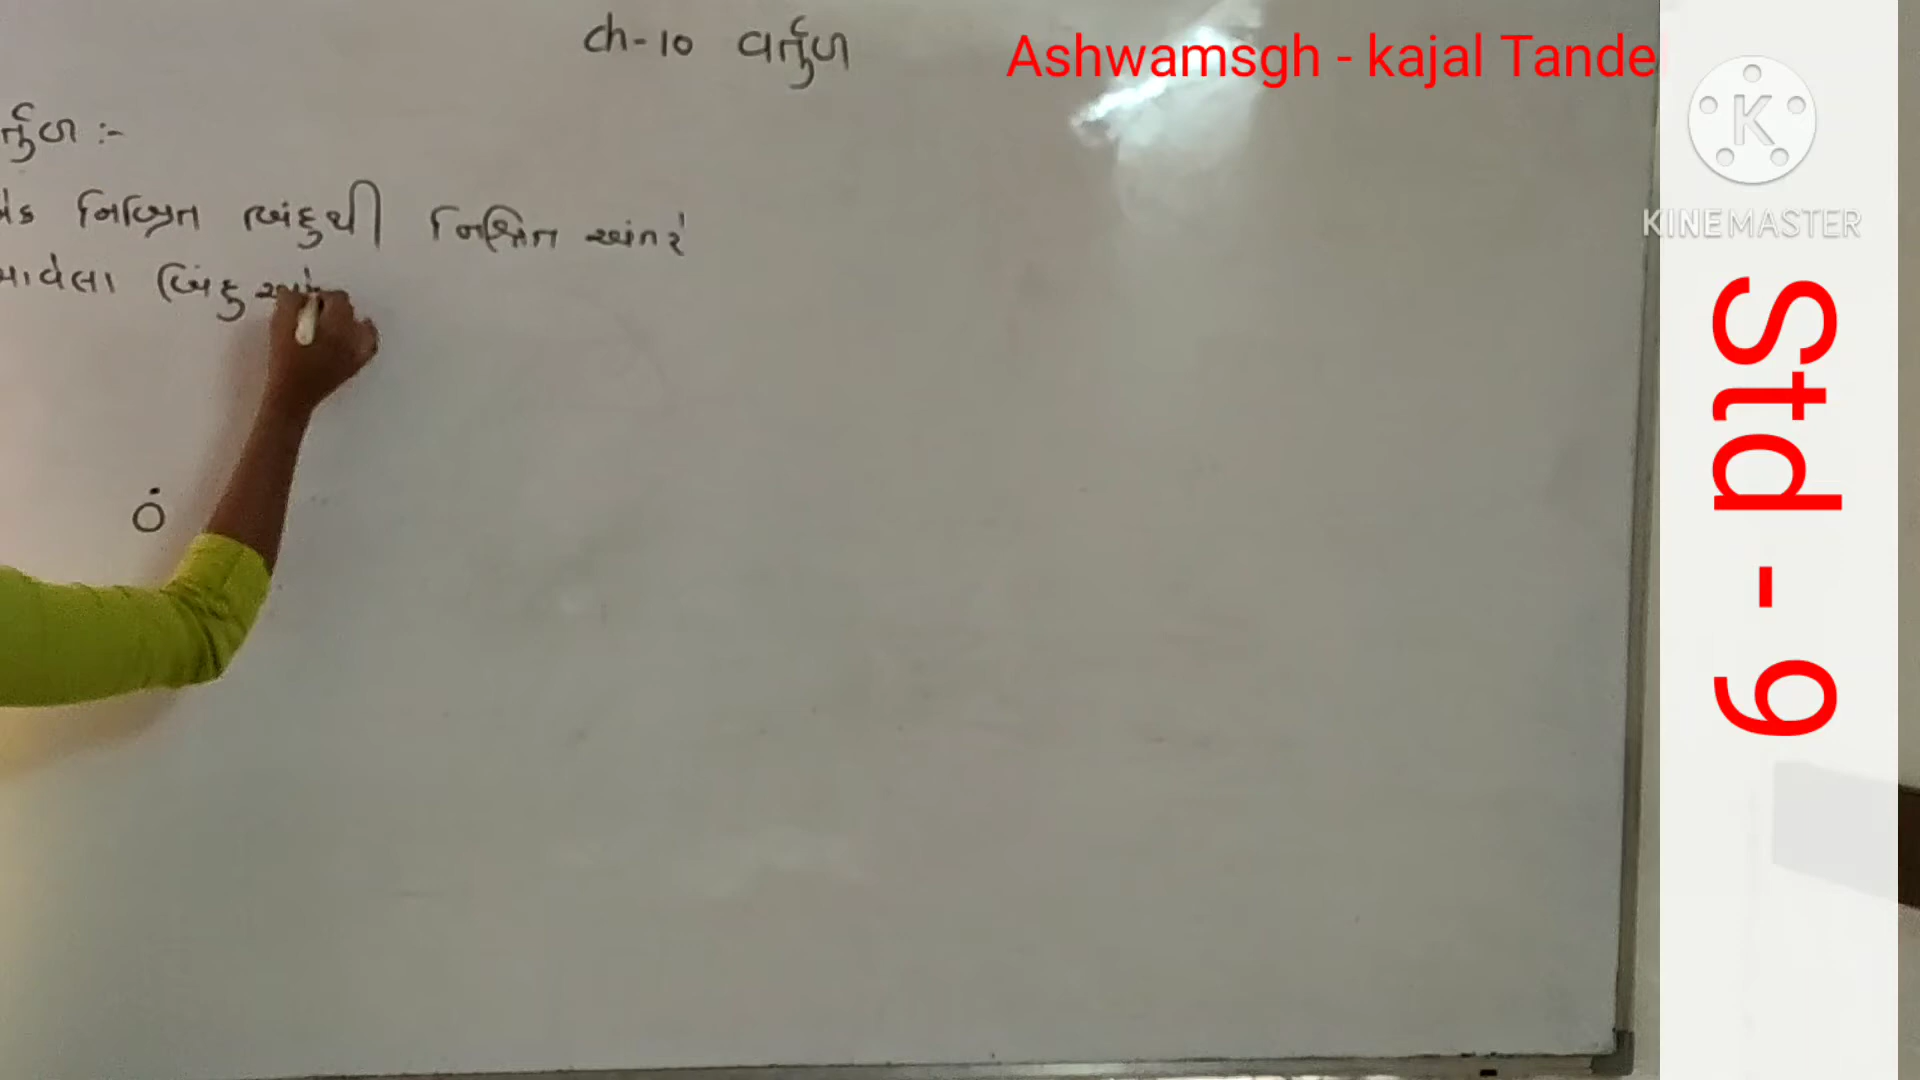 ch-10 વર્તુળ
Ashwamsgh - kajal Tande
K
KINEMASTER
Std - 9
ર્તુળ :-
નિશ્ચિત બિંદુથી નિશ્ચિત અંતરે
આવેલા બિંદુઓ
O